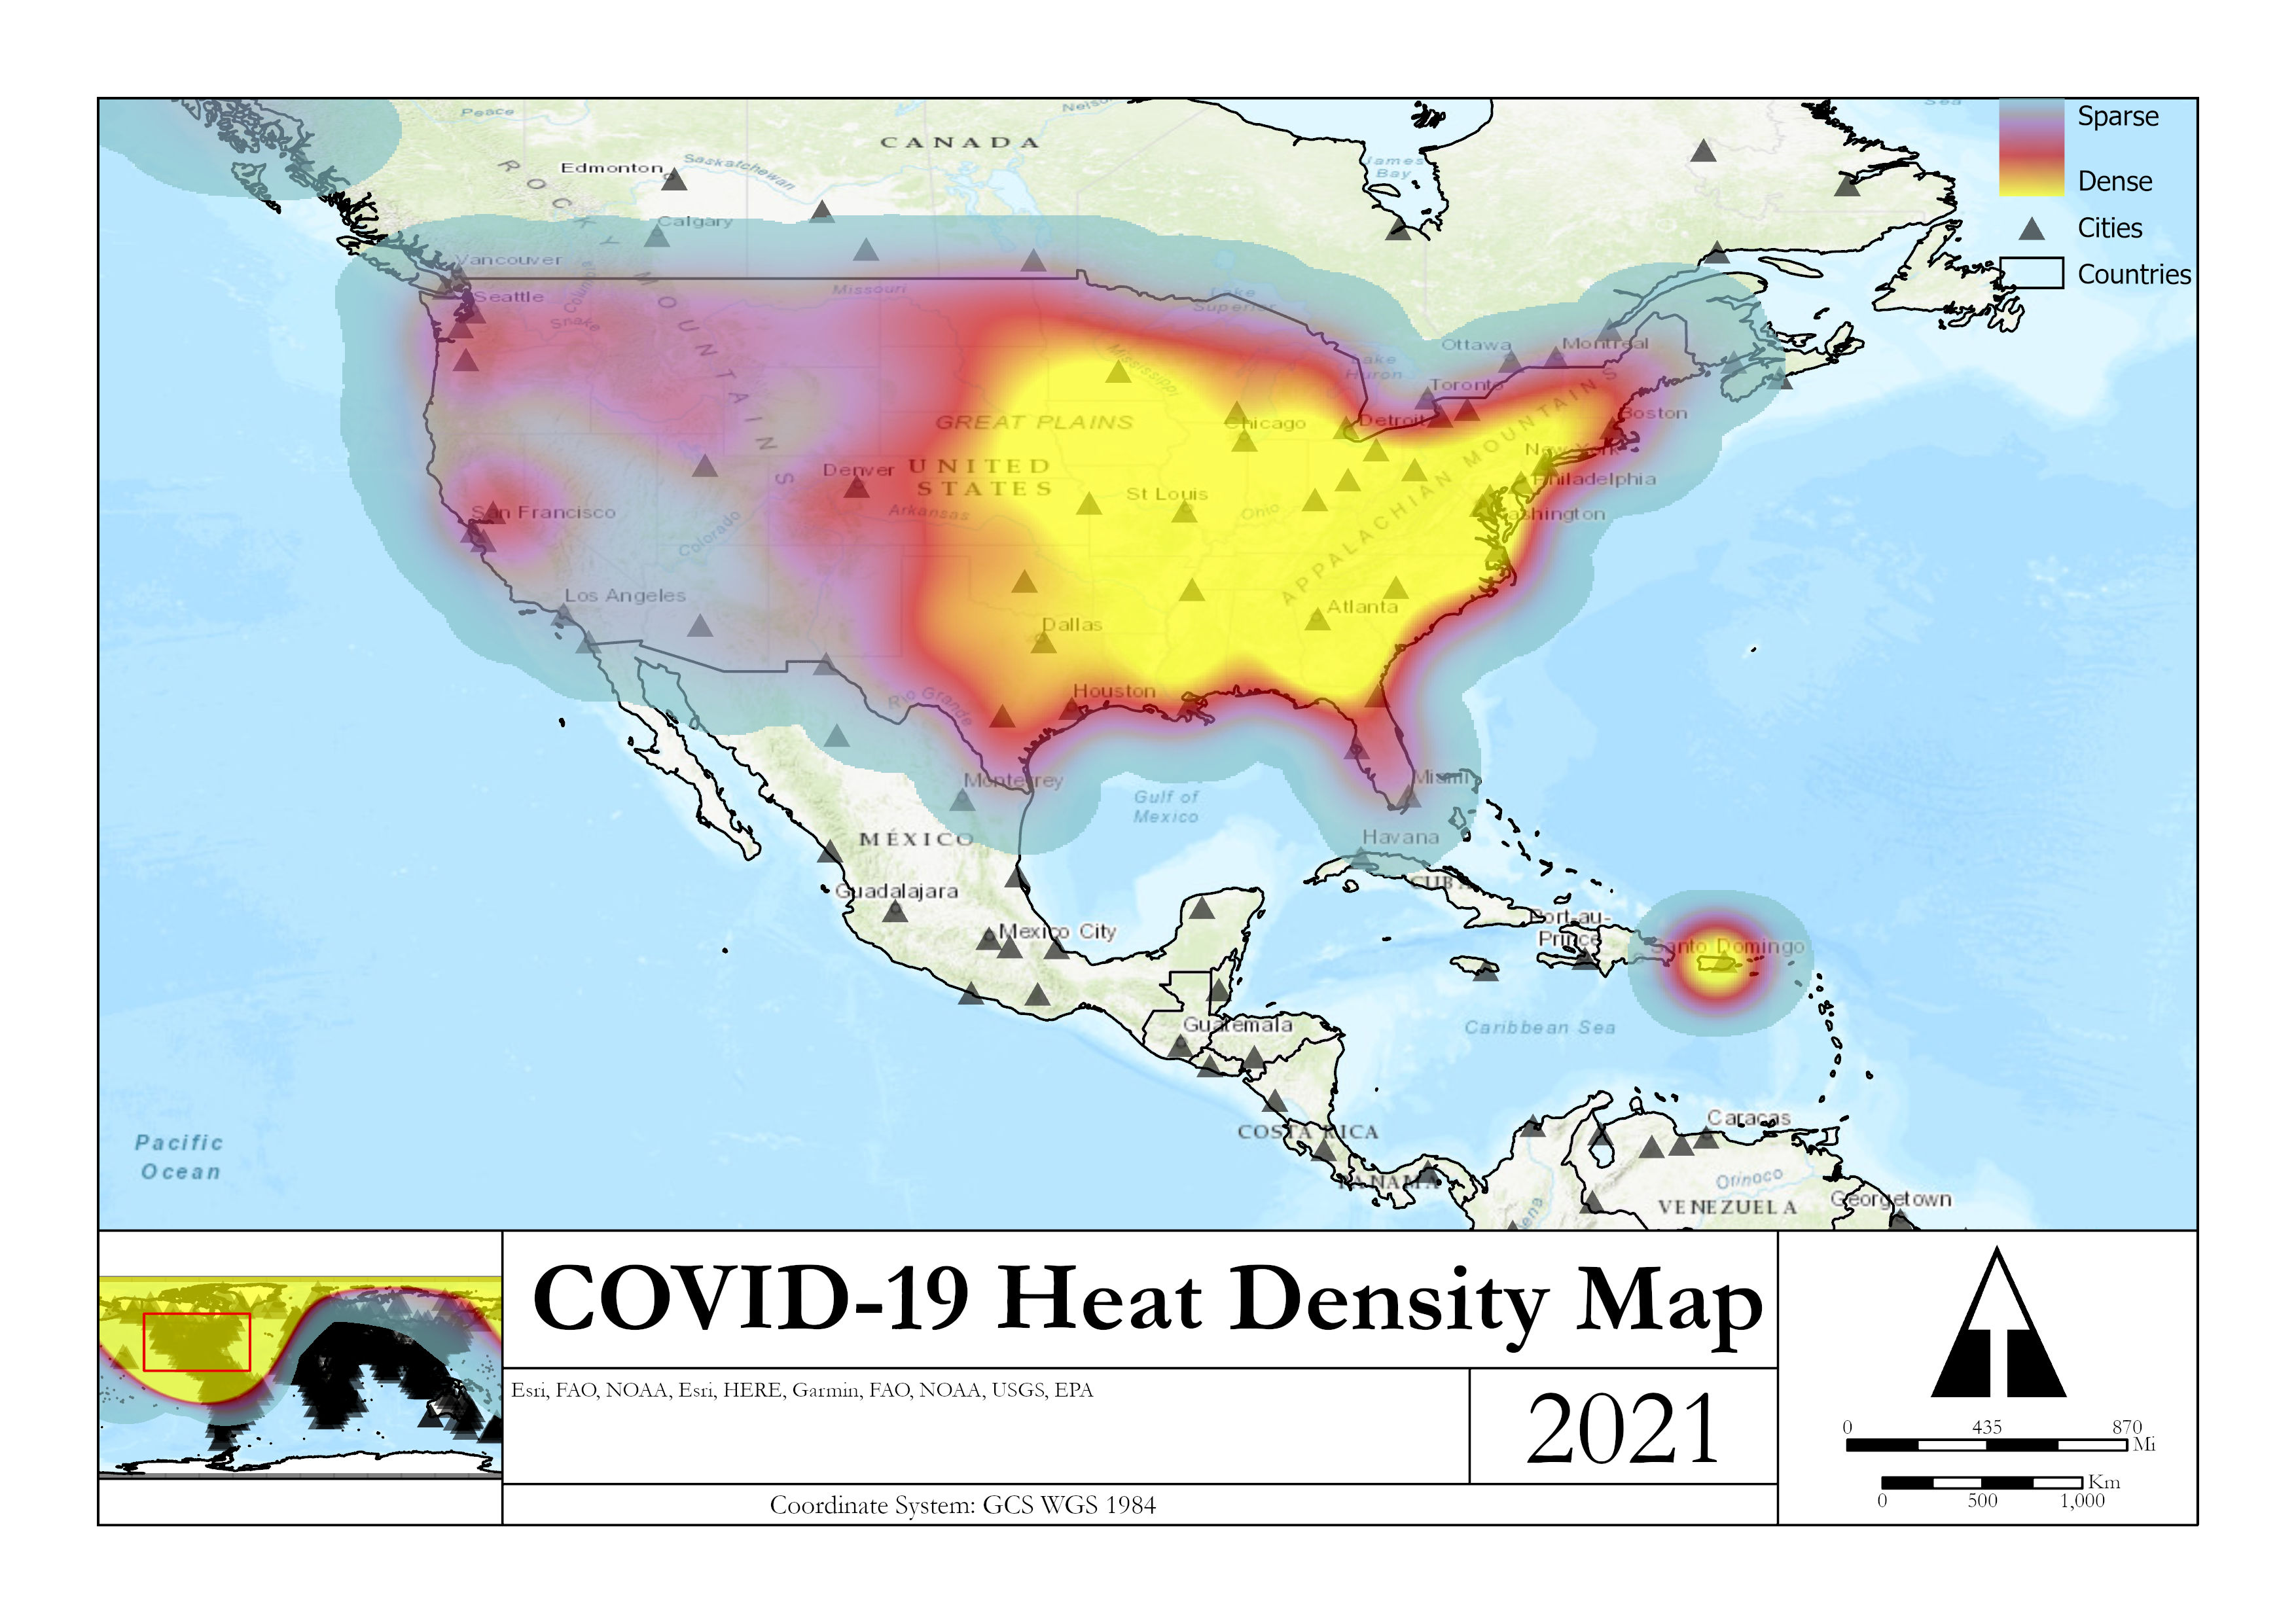 Sea
Sparse
Dense
Cities
Countries
Peace
Nelson
CANADA
James
Bay
Edmonton
Saskatchewan
ROCKY MOUNTAINS
Calgary
Vancouver
Seattle
Columbia
Snake
Missouri
Lake
Superior
Ottawa
Montreal
Lake
Huron
Toronto
Mississippi
GREAT PLAINS
Chicago
Detroit
Boston
New York
Philadelphia
Washington
APPALACHIAN MOUNTAINS
Denver
UNITED
STATES
St Louis
Ohio
Arkansas
San Francisco
Colorado
Los Angeles
Atlanta
Dallas
Houston
Rio Grande
Monterrey
Miami
Gulf of
Mexico
MÉXICO
Havana
CUBA
Guadalajara
Mexico City
Port-au-
Prince
Santo Domingo
Guatemala
Caribbean Sea
COSTA RICA
PANAMA
Caracas
Orinoco
VENEZUELA
Georgetown
Pacific
Ocean
COVID-19 Heat Density Map
Esri, FAO, NOAA, Esri, HERE, Garmin, FAO, NOAA, USGS, EPA
2021
Coordinate System: GCS WGS 1984
0 435 870
Mi
Km
0 500 1,000